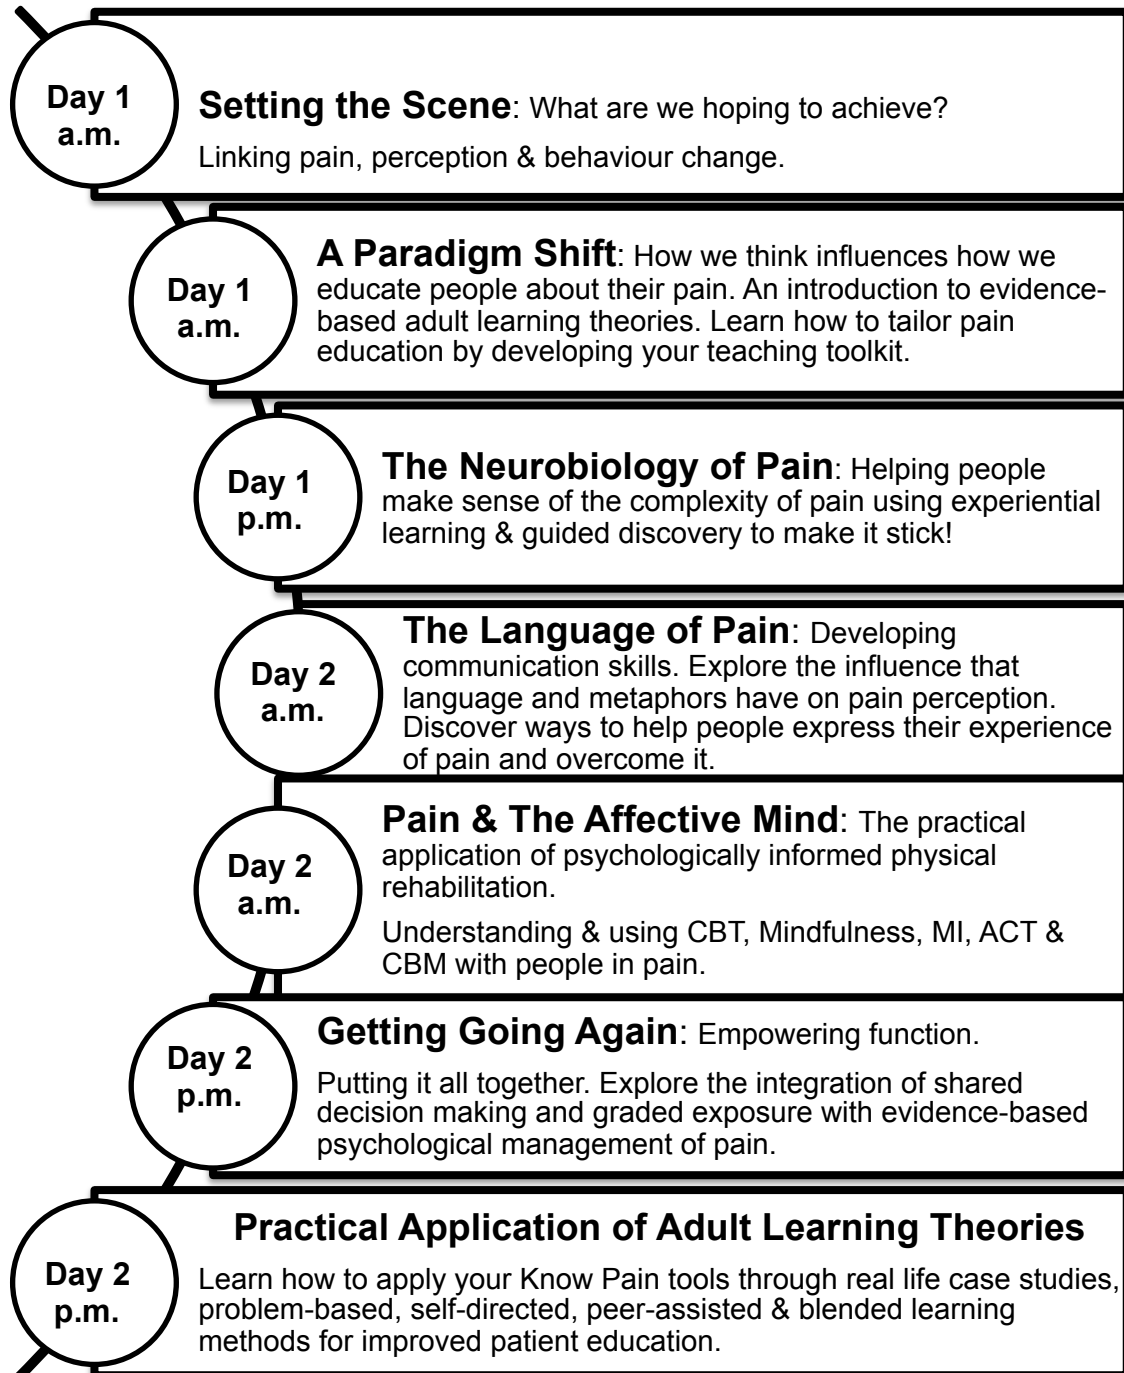 Day 1
a.m.
Setting the Scene: What are we hoping to achieve?
Linking pain, perception & behaviour change.
Day 1
a.m.
A Paradigm Shift: How we think influences how we
educate people about their pain. An introduction to evidence-
based adult learning theories. Learn how to tailor pain
education by developing your teaching toolkit.
Day 1
p.m.
The Neurobiology of Pain: Helping people
make sense of the complexity of pain using experiential
learning & guided discovery to make it stick!
Day 2
a.m.
The Language of Pain: Developing
communication skills. Explore the influence that
language and metaphors have on pain perception.
Discover ways to help people express their experience
of pain and overcome it.
Day 2
a.m.
Pain & The Affective Mind: The practical
application of psychologically informed physical
rehabilitation.
Understanding & using CBT, Mindfulness, MI, ACT &
CBM with people in pain.
Day 2
p.m.
Getting Going Again: Empowering function.
Putting it all together. Explore the integration of shared
decision making and graded exposure with evidence-based
psychological management of pain.
Day 2
p.m.
Practical Application of Adult Learning Theories
Learn how to apply your Know Pain tools through real life case studies,
problem-based, self-directed, peer-assisted & blended learning
methods for improved patient education.